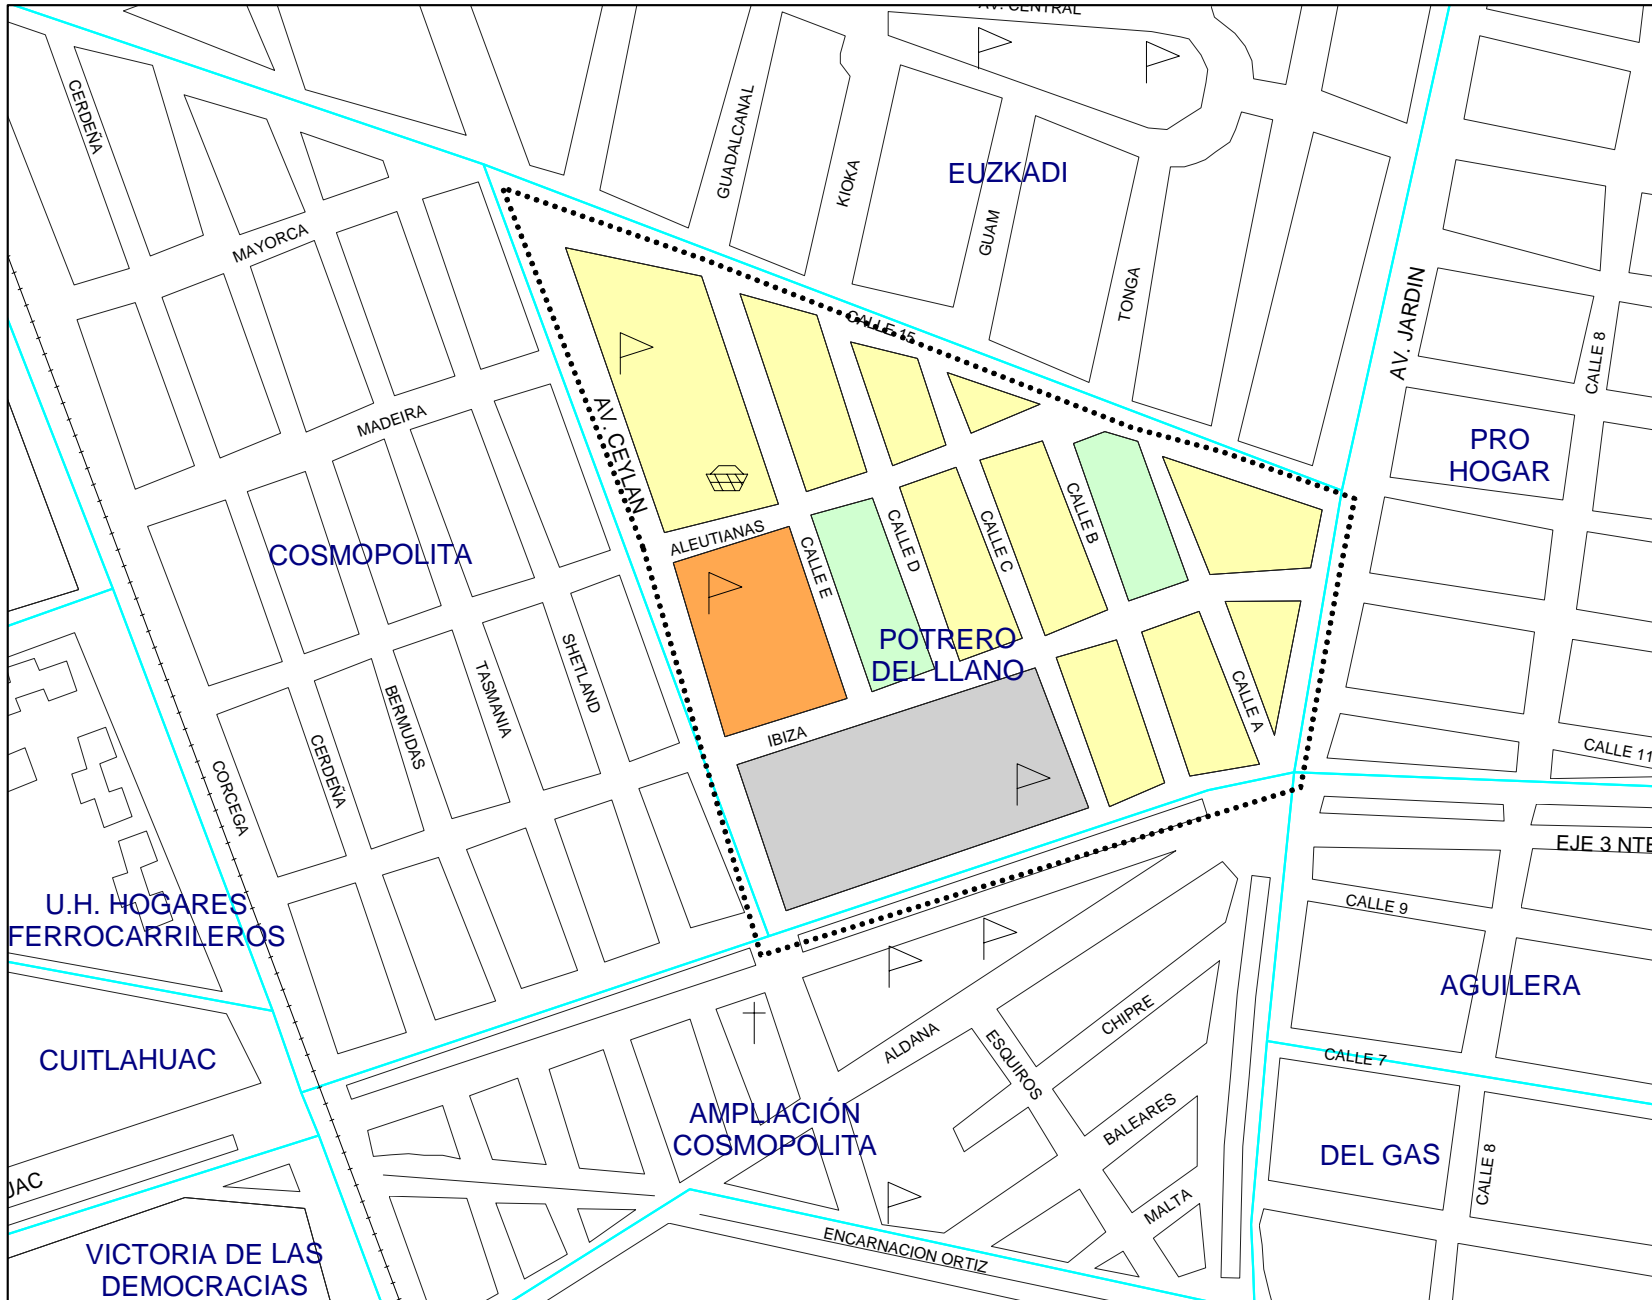 AV. CENTRAL
CERDEÑA
GUADALCANAL
KIOKA
EUZKADI
GUAM
MAYORCA
TONGA
AV. JARDIN
CALLE 15
CALLE 8
MADEIRA
AV. CEYLAN
PRO
HOGAR
COSMOPOLITA
ALEUTIANAS
CALLE E
CALLE D
CALLE C
CALLE B
POTRERO
DEL LLANO
SHETLAND
TASMANIA
BERMUDAS
CERDEÑA
CORCEGA
IBIZA
CALLE A
CALLE 11
EJE 3 NTE
U.H. HOGARES
FERROCARRILEROS
CALLE 9
AGUILERA
CUITLAHUAC
ALDANA
ESQUIROS
CHIPRE
CALLE 7
AMPLIACIÓN
COSMOPOLITA
BALEARES
DEL GAS
CALLE 8
JAC
MALTA
VICTORIA DE LAS
DEMOCRACIAS
ENCARNACION ORTIZ